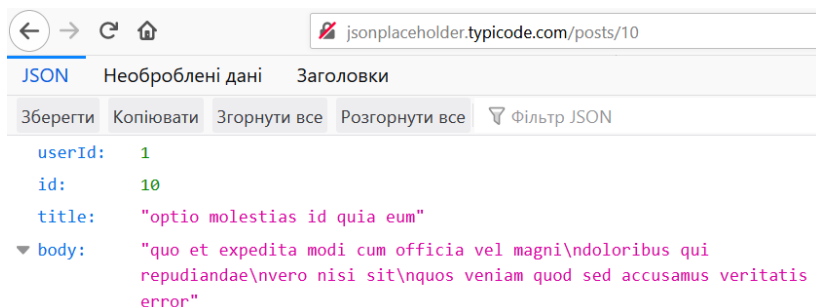 jsonplaceholder.typicode.com/posts/10
JSON Необроблені дані Заголовки
Зберегти Копіювати Згорнути все Розгорнути все Фільтр JSON
userId: 1
id: 10
title: "optio molestias id quia eum"
body: "quo et expedita modi cum officia vel magni\ndoloribus qui
repudiandae\nvero nisi sit\nquos veniam quod sed accusamus veritatis
error"